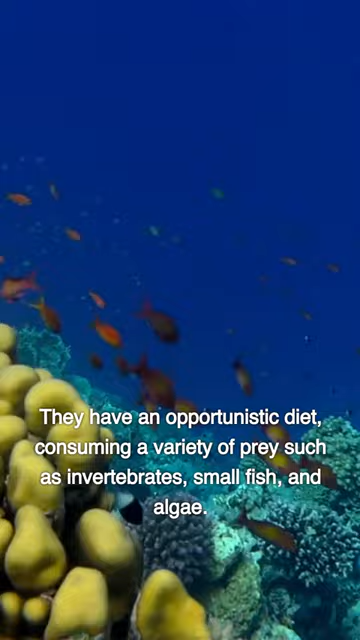 They have an opportunistic diet,
consuming a variety of prey such
as invertebrates, small fish, and
algae.